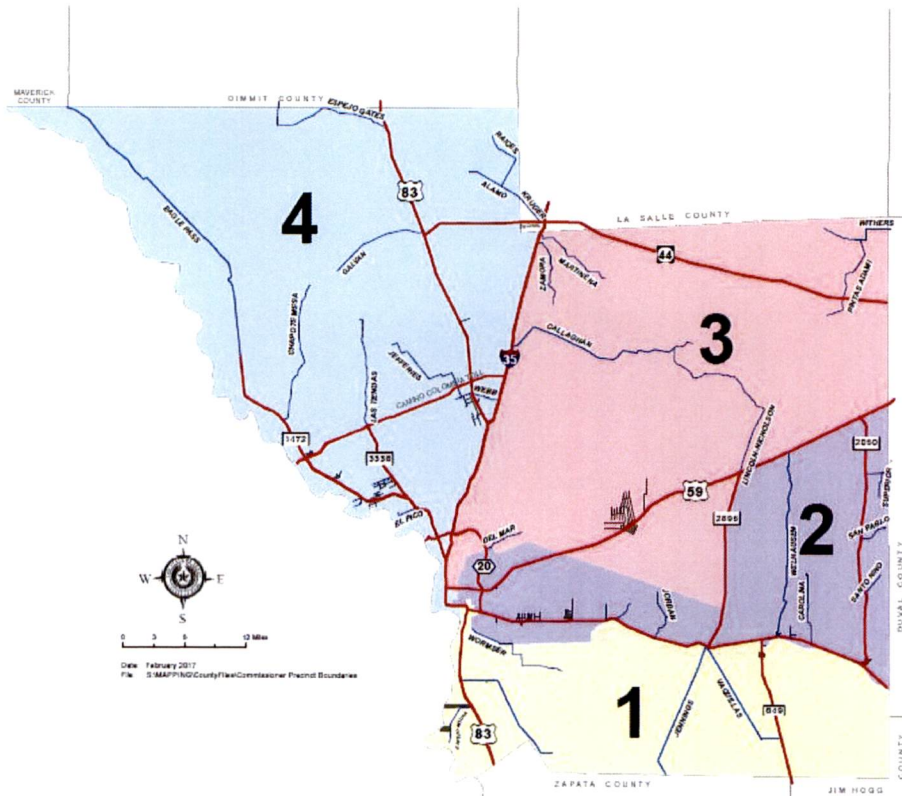 MAVERICK
COUNTY
DIMMIT COUNTY
ESPEJO GATES
RAICES
ALAMO
KRUGER
83
4
EAGLE PASS
GALVAN
LA SALLE COUNTY
WITHERS
44
ZAMORA
MARTINENA
PINTAS ADAMI
3
CALLAGHAN
35
JEFFERIES
LAS TIENDAS
CAMINO COLOMBIA TOLL
WEBB
1472
3338
EL PICO
LINCOLN-NICHOLSON
59
2895
2050
SUPERIOR
2
WELHAUSEN
SAN PABLO
CAROLINA
SANTO NINO
DUVAL COUNTY
DEL MAR
20
JORDAN
WORMSER
1
JENNINGS
VAQUILLAS
649
83
ZAPATA COUNTY
JIM HOGG
COUNTY
N
W
E
S
0 3 6 12 Miles
Date February 2017
File S:\MAPPING\CountyFiles\Commissioner Precinct Boundaries